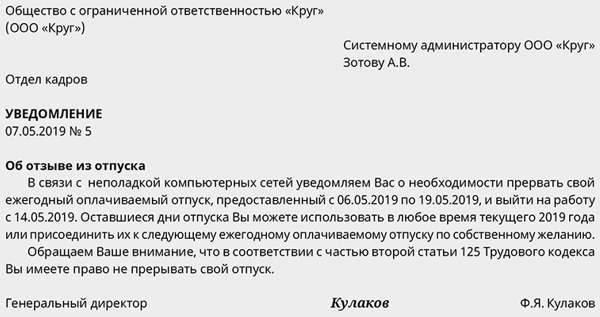 Общество с ограниченной ответственностью «Круг»
(ООО «Круг»)
Системному администратору ООО «Круг»
Зотову А.В.
Отдел кадров
УВЕДОМЛЕНИЕ
07.05.2019 № 5
Об отзыве из отпуска
В связи с неполадкой компьютерных сетей уведомляем Вас о необходимости прервать свой
ежегодный оплачиваемый отпуск, предоставленный с 06.05.2019 по 19.05.2019, и выйти на работу
с 14.05.2019. Оставшиеся дни отпуска Вы можете использовать в любое время текущего 2019 года
или присоединить их к следующему ежегодному оплачиваемому отпуску по собственному желанию.
Обращаем Ваше внимание, что в соответствии с частью второй статьи 125 Трудового кодекса
Вы имеете право не прерывать свой отпуск.
Генеральный директор Кулаков Ф.Я. Кулаков